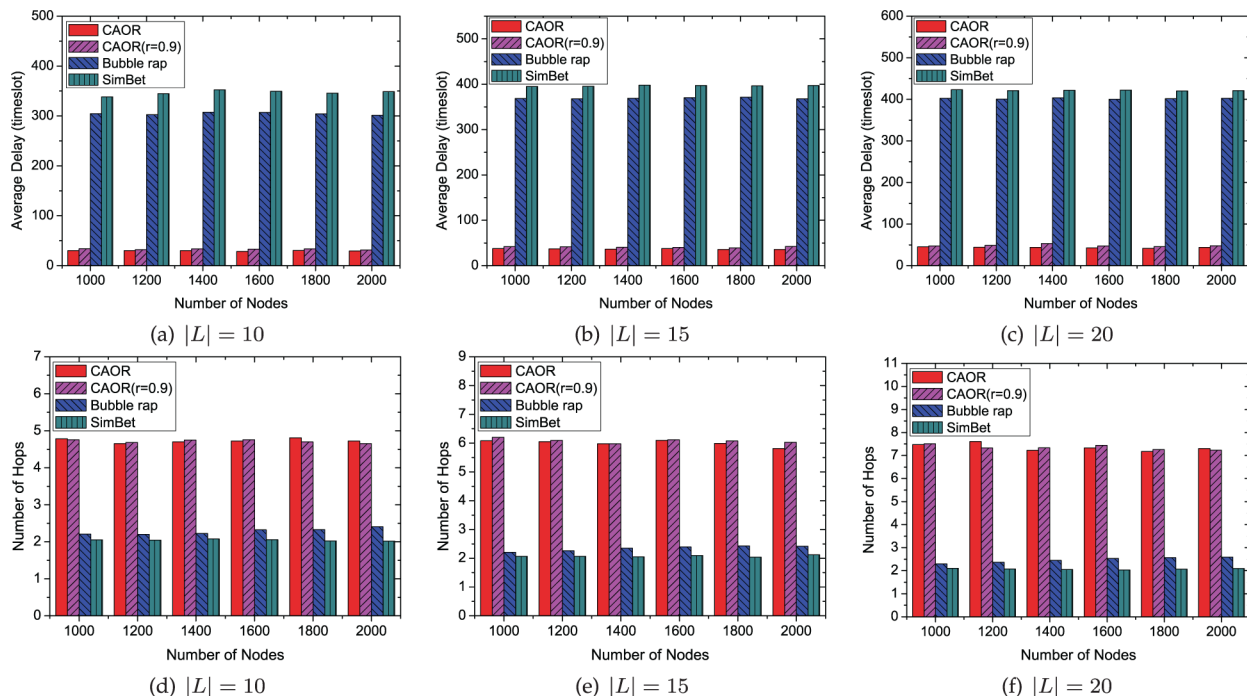 500
400
300
200
100
0
Average Delay (timeslot)
CAOR
CAOR(r=0.9)
Bubble rap
SimBet
1000 1200 1400 1600 1800 2000
Number of Nodes
(a) |L| = 10
500
400
300
200
100
0
Average Delay (timeslot)
CAOR
CAOR(r=0.9)
Bubble rap
SimBet
1000 1200 1400 1600 1800 2000
Number of Nodes
(b) |L| = 15
600
500
400
300
200
100
0
Average Delay (timeslot)
CAOR
CAOR(r=0.9)
Bubble rap
SimBet
1000 1200 1400 1600 1800 2000
Number of Nodes
(c) |L| = 20
7
6
5
4
3
2
1
0
Number of Hops
CAOR
CAOR(r=0.9)
Bubble rap
SimBet
1000 1200 1400 1600 1800 2000
Number of Nodes
(d) |L| = 10
9
8
7
6
5
4
3
2
1
0
Number of Hops
CAOR
CAOR(r=0.9)
Bubble rap
SimBet
1000 1200 1400 1600 1800 2000
Number of Nodes
(e) |L| = 15
11
10
9
8
7
6
5
4
3
2
1
0
Number of Hops
CAOR
CAOR(r=0.9)
Bubble rap
SimBet
1000 1200 1400 1600 1800 2000
Number of Nodes
(f) |L| = 20